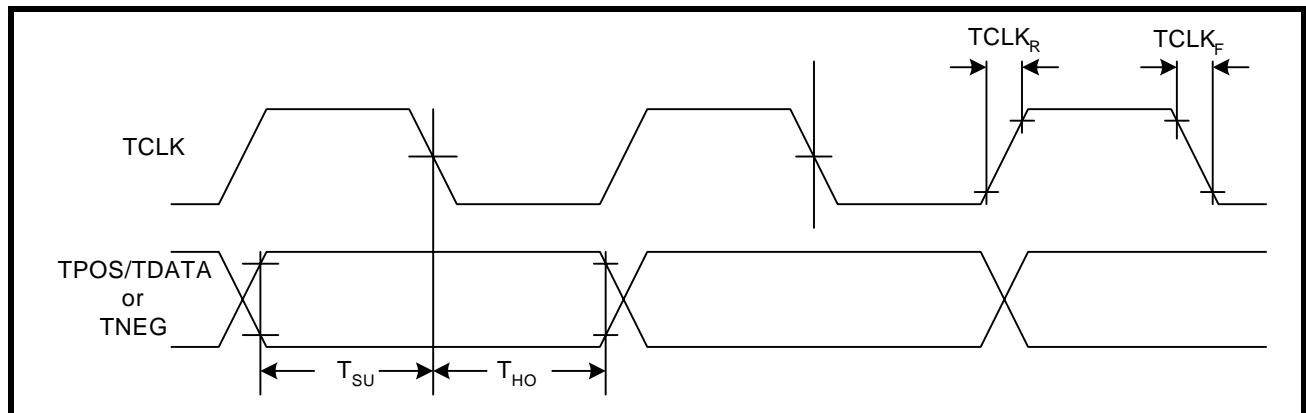 TCLK_R
TCLK_F
TCLK
TPOS/TDATA
or
TNEG
T_SU
T_HO